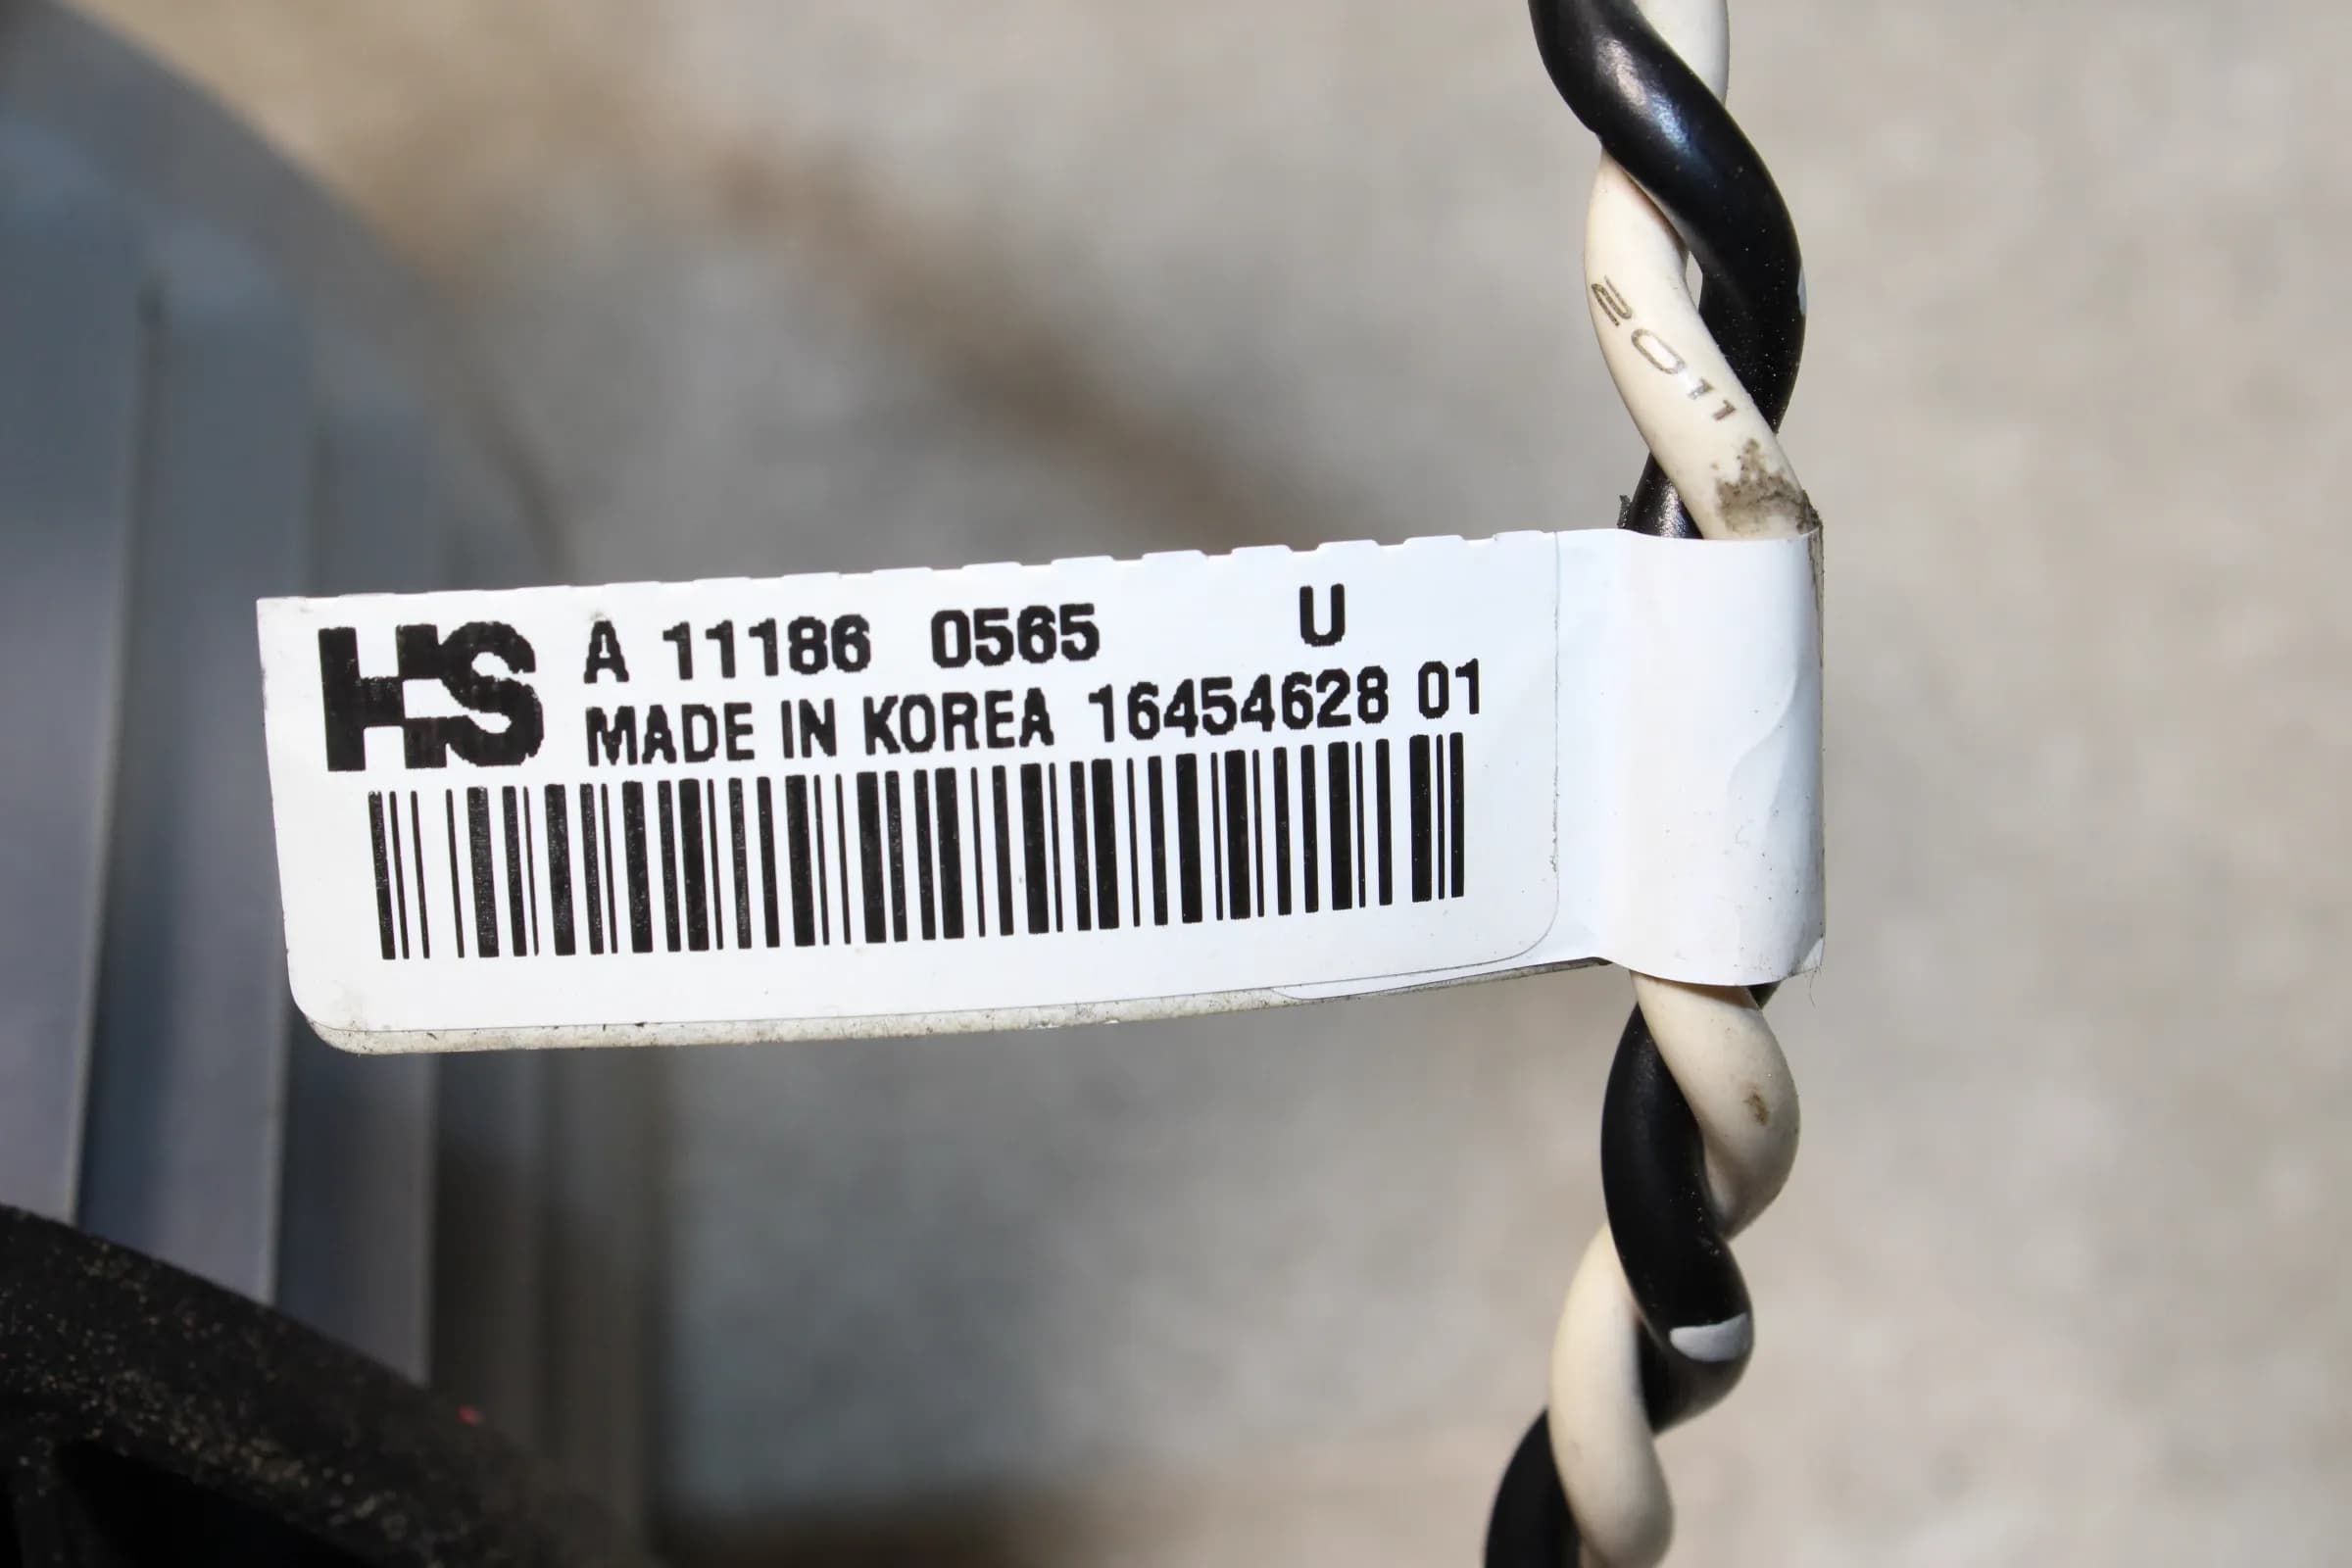 2011
HS
A 11186 0565 U
MADE IN KOREA 16454628 01